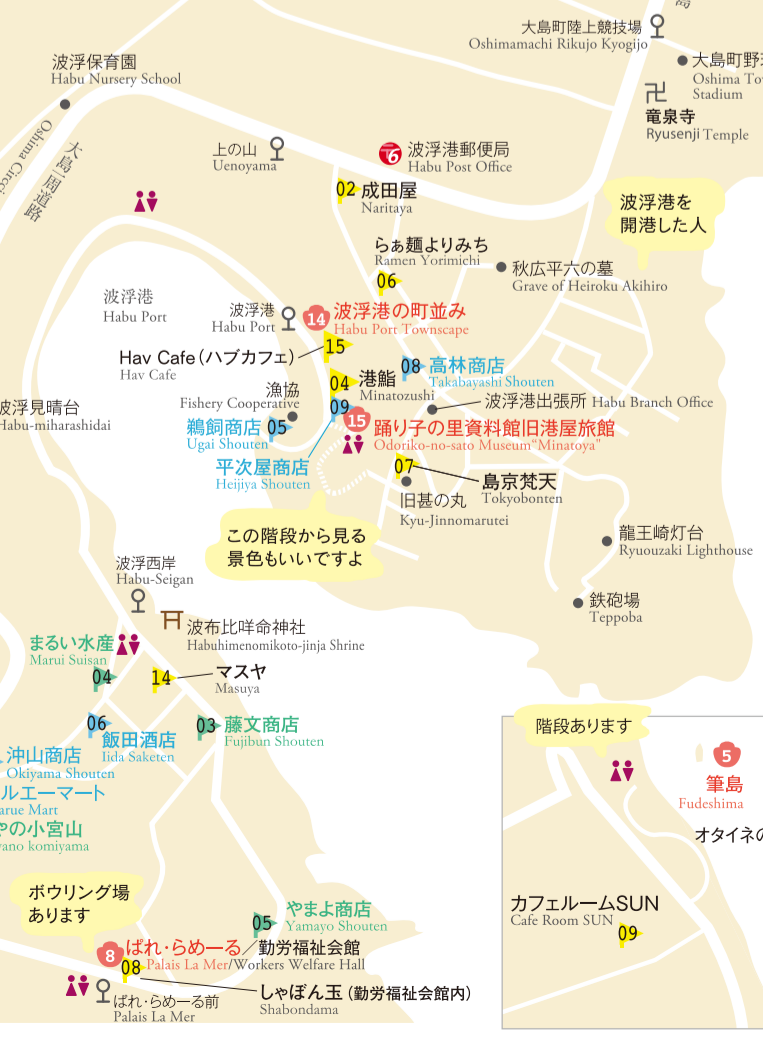 大島町陸上競技場
Oshimamachi Rikujo Kyogijo
波浮保育園
Habu Nursery School
大島町野
Oshima To
Stadium
竜泉寺
Ryusenji Temple
大島一周道路
Oshima Circ
上の山
Uenoyama
6
波浮港郵便局
Habu Post Office
02 成田屋
Naritaya
波浮港を
開港した人
らぁ麺よりみち
Ramen Yorimichi
06
秋広平六の墓
Grave of Heiroku Akihiro
波浮港
Habu Port
波浮港
Habu Port
14 波浮港の町並み
Habu Port Townscape
Hav Cafe（ハブカフェ）
Hav Cafe
15
08 高林商店
Takabayashi Shouten
04 港鮨
Minatozushi
漁協
Fishery Cooperative
09
波浮港出張所 Habu Branch Office
波浮見晴台
Habu-miharashidai
鵜飼商店
Ugai Shouten
05
15 踊り子の里資料館旧港屋旅館
Odoriko-no-sato Museum“Minatoya”
平次屋商店
Heijiya Shouten
07
島京梵天
Tokyobonten
旧甚の丸
Kyu-Jinnomarutei
この階段から見る
景色もいいですよ
龍王崎灯台
Ryuouzaki Lighthouse
波浮西岸
Habu-Seigan
鉄砲場
Teppoba
波布比咩命神社
Habuhimenomikoto-jinja Shrine
まるい水産
Marui Suisan
04
14
マスヤ
Masuya
06 飯田酒店
Iida Saketen
03 藤文商店
Fujibun Shouten
沖山商店
Okiyama Shouten
ルエーマート
arue Mart
やの小宮山
yano komiyama
階段あります
5
筆島
Fudeshima
オタイネの
ボウリング場
あります
カフェルームSUN
Cafe Room SUN
09
05 やまよ商店
Yamayo Shouten
8 ぱれ・らめーる／勤労福祉会館
Palais La Mer/Workers Welfare Hall
08
しゃぼん玉（勤労福祉会館内）
Shabondama
ぱれ・らめーる前
Palais La Mer